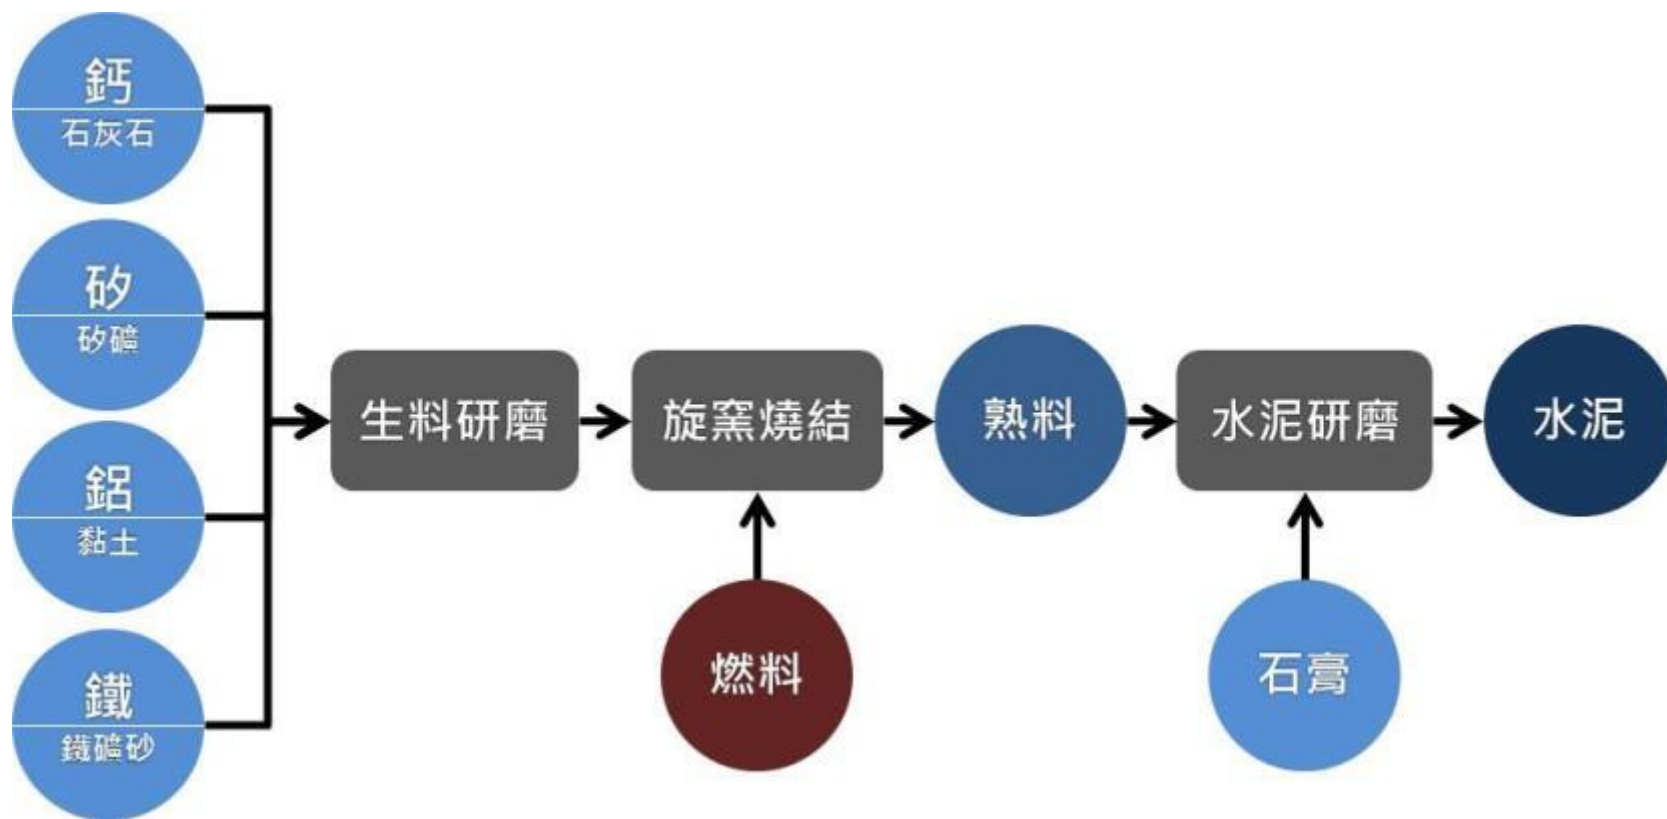 鈣
石灰石
矽
矽礦
鋁
黏土
鐵
鐵礦砂
生料研磨
旋窯燒結
熟料
水泥研磨
水泥
燃料
石膏